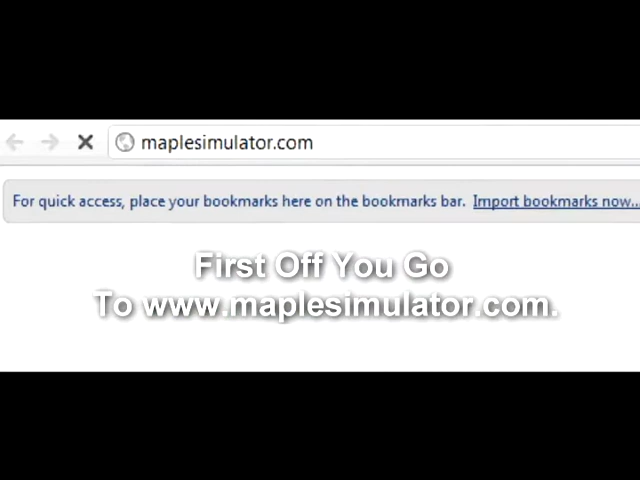 maplesimulator.com
For quick access, place your bookmarks here on the bookmarks bar. Import bookmarks now...
First Off You Go
To www.maplesimulator.com.